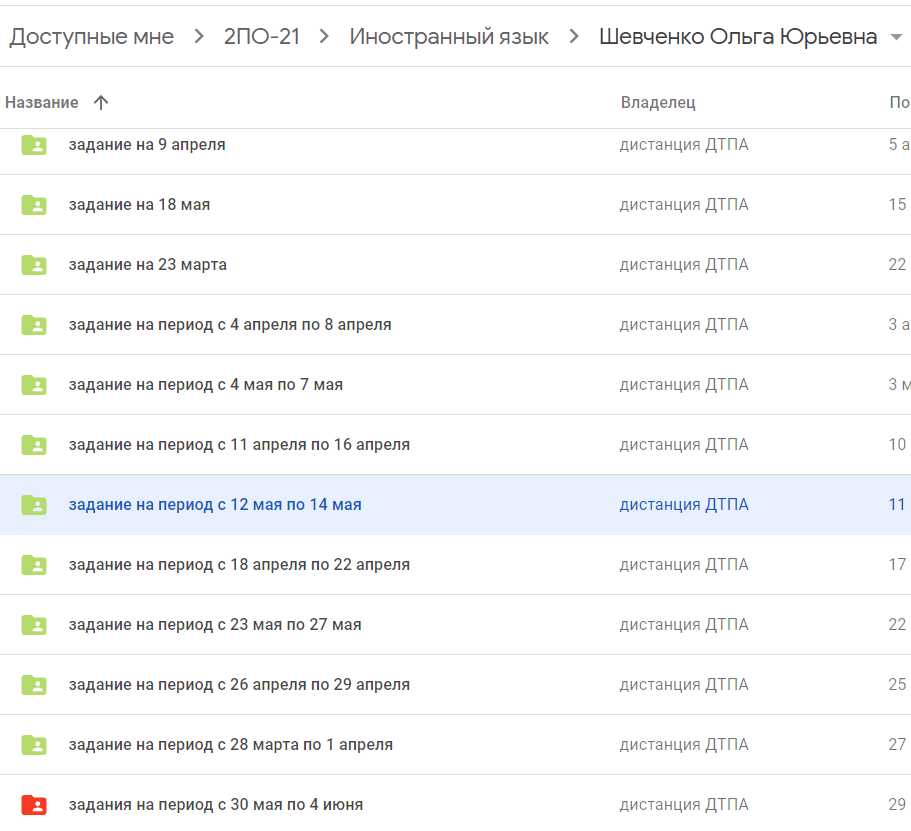 Доступные мне > 2ПО-21 > Иностранный язык > Шевченко Ольга Юрьевна
Название Владелец По
задание на 9 апреля дистанция ДТПА 5 а
задание на 18 мая дистанция ДТПА 15
задание на 23 марта дистанция ДТПА 22
задание на период с 4 апреля по 8 апреля дистанция ДТПА 3 а
задание на период с 4 мая по 7 мая дистанция ДТПА 3 м
задание на период с 11 апреля по 16 апреля дистанция ДТПА 10
задание на период с 12 мая по 14 мая дистанция ДТПА 11
задание на период с 18 апреля по 22 апреля дистанция ДТПА 17
задание на период с 23 мая по 27 мая дистанция ДТПА 22
задание на период с 26 апреля по 29 апреля дистанция ДТПА 25
задание на период с 28 марта по 1 апреля дистанция ДТПА 27
задания на период с 30 мая по 4 июня дистанция ДТПА 29